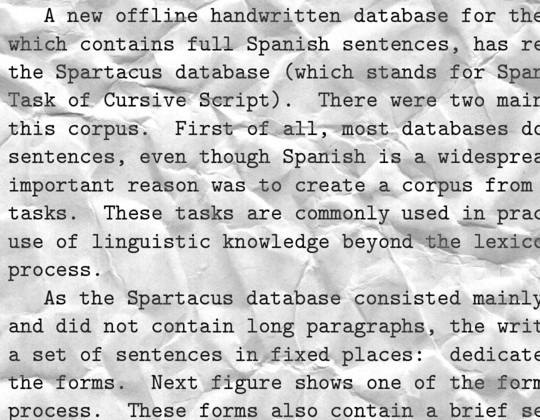 A new offline handwritten database for the
which contains full Spanish sentences, has re
the Spartacus database (which stands for Span
Task of Cursive Script). There were two main
this corpus. First of all, most databases do
sentences, even though Spanish is a widesprea
important reason was to create a corpus from
tasks. These tasks are commonly used in prac
use of linguistic knowledge beyond the lexico
process.
As the Spartacus database consisted mainly
and did not contain long paragraphs, the writ
a set of sentences in fixed places: dedicate
the forms. Next figure shows one of the form
process. These forms also contain a brief se